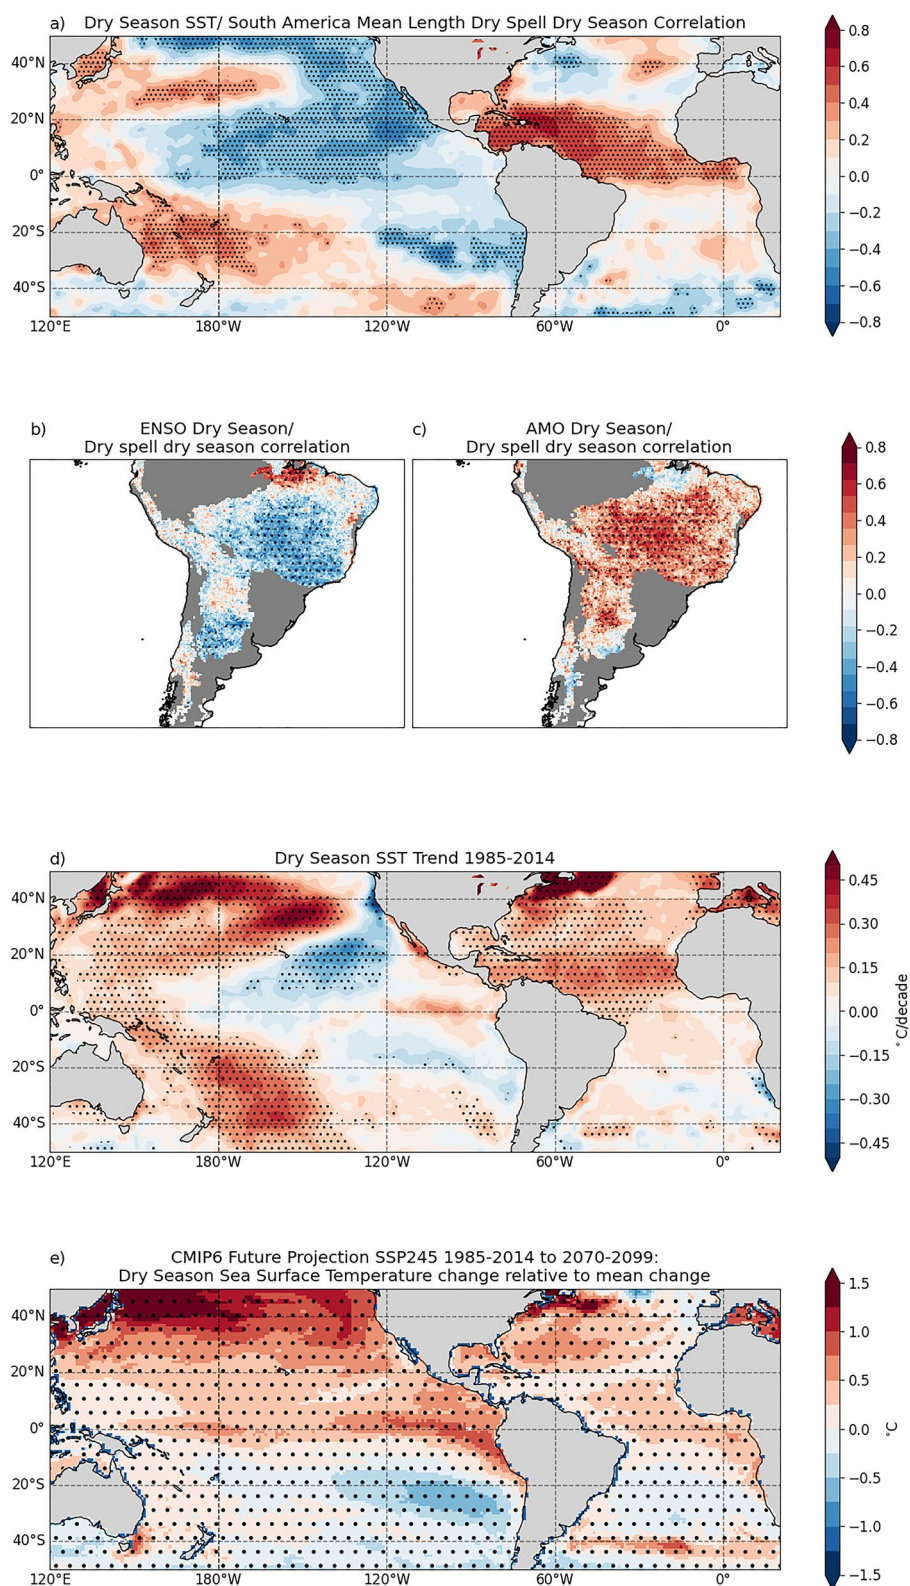 a) Dry Season SST/ South America Mean Length Dry Spell Dry Season Correlation
40°N
20°N
0°
20°S
40°S
120°E 180°W 120°W 60°W 0°
0.8
0.6
0.4
0.2
0.0
−0.2
−0.4
−0.6
−0.8
b) ENSO Dry Season/
Dry spell dry season correlation
c) AMO Dry Season/
Dry spell dry season correlation
0.8
0.6
0.4
0.2
0.0
−0.2
−0.4
−0.6
−0.8
d) Dry Season SST Trend 1985-2014
40°N
20°N
0°
20°S
40°S
120°E 180°W 120°W 60°W 0°
0.45
0.30
0.15
0.00
−0.15
−0.30
−0.45
°C/decade
e) CMIP6 Future Projection SSP245 1985-2014 to 2070-2099:
Dry Season Sea Surface Temperature change relative to mean change
40°N
20°N
0°
20°S
40°S
120°E 180°W 120°W 60°W 0°
1.5
1.0
0.5
0.0
−0.5
−1.0
−1.5
°C